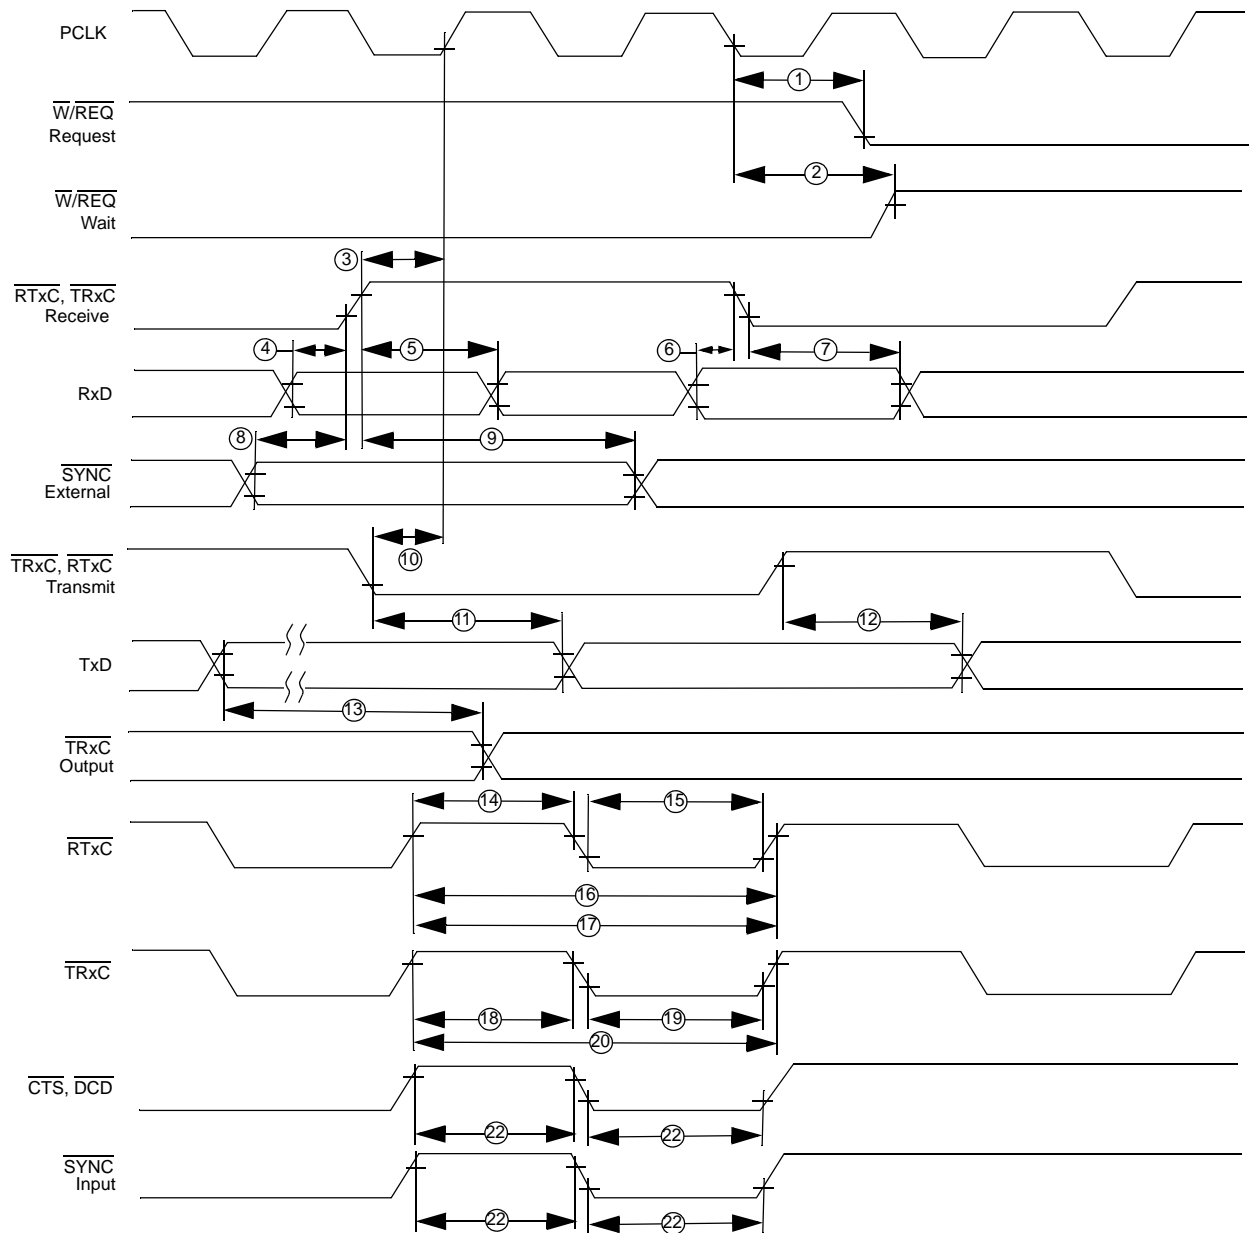 PCLK
1
W/REQ
Request
2
W/REQ
Wait
3
RTxC, TRxC
Receive
4
5
6
7
RxD
8
9
SYNC
External
10
TRxC, RTxC
Transmit
11
12
TxD
13
TRxC
Output
14
15
RTxC
16
17
TRxC
18
19
20
CTS, DCD
22
22
SYNC
Input
22
22